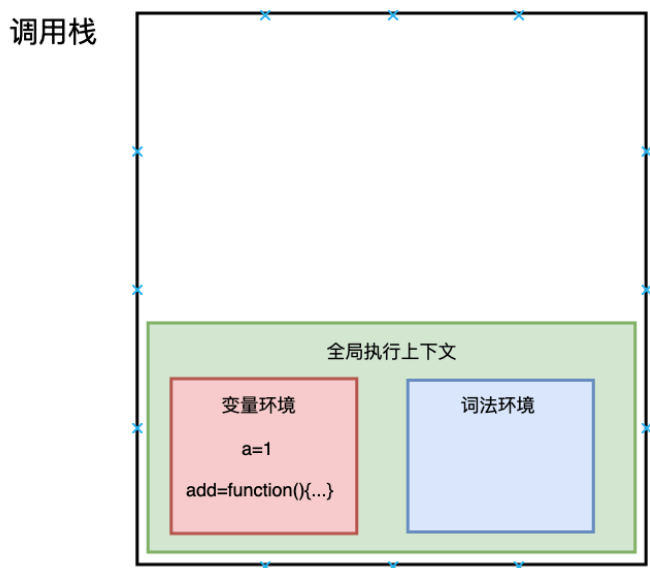 调用栈
全局执行上下文
变量环境
词法环境
a=1
add=function(){...}